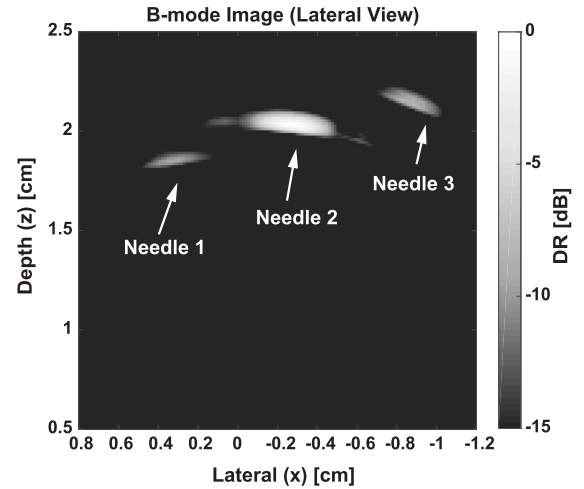 B-mode Image (Lateral View)
2.5
2
1.5
1
0.5
Depth (z) [cm]
Needle 1
Needle 2
Needle 3
0.8 0.6 0.4 0.2 0 -0.2 -0.4 -0.6 -0.8 -1 -1.2
Lateral (x) [cm]
0
-5
-10
-15
DR [dB]